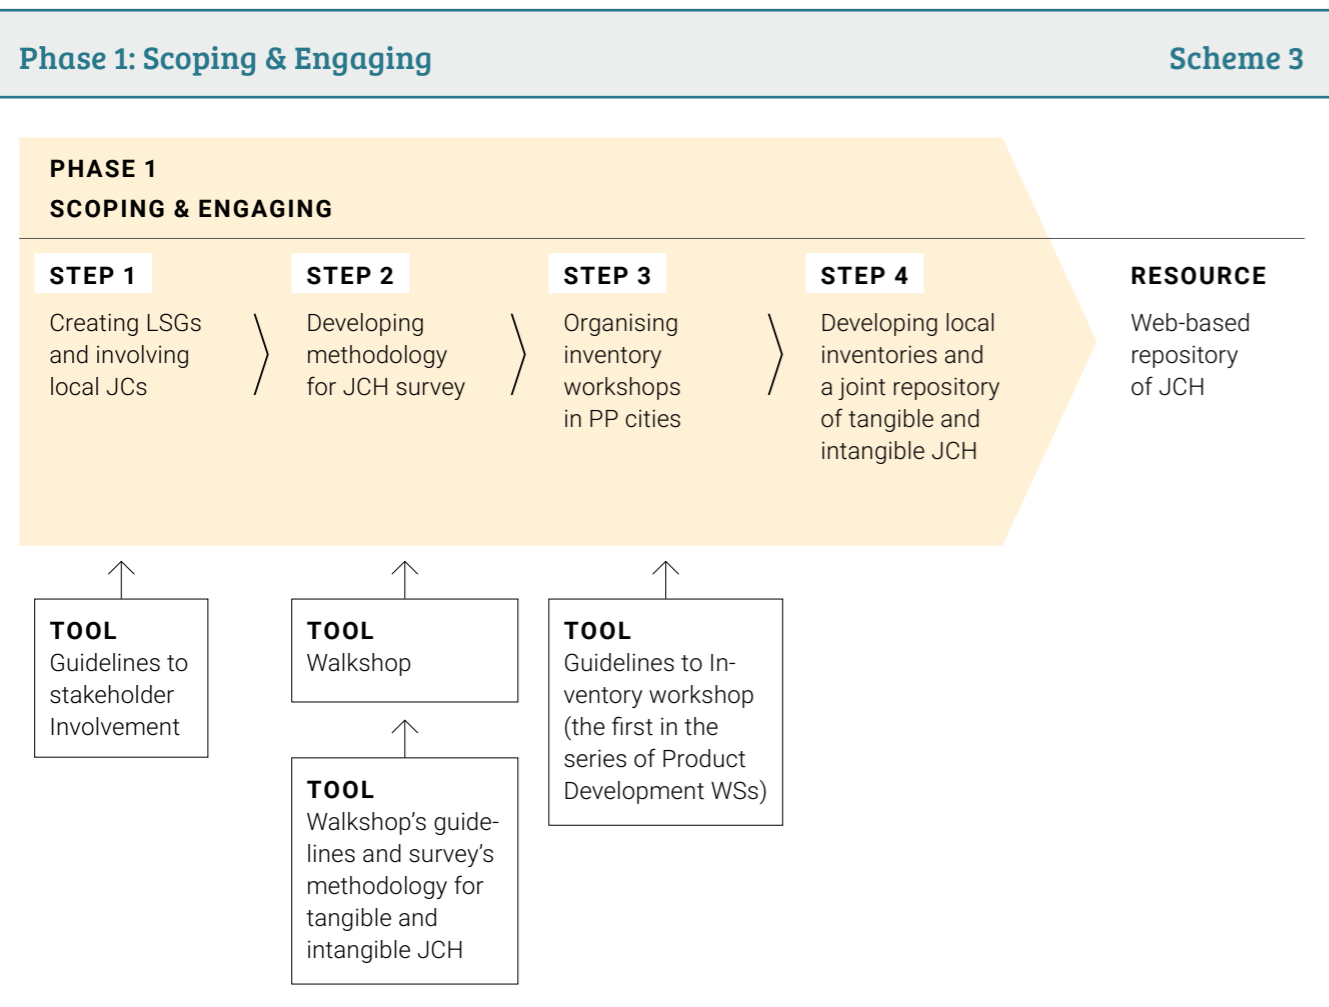 Phase 1: Scoping & Engaging
Scheme 3
PHASE 1
SCOPING & ENGAGING
STEP 1
Creating LSGs
and involving
local JCs
STEP 2
Developing
methodology
for JCH survey
STEP 3
Organising
inventory
workshops
in PP cities
STEP 4
Developing local
inventories and
a joint repository
of tangible and
intangible JCH
RESOURCE
Web-based
repository
of JCH
TOOL
Guidelines to
stakeholder
Involvement
TOOL
Walkshop
TOOL
Walkshop’s guide-
lines and survey’s
methodology for
tangible and
intangible JCH
TOOL
Guidelines to In-
ventory workshop
(the first in the
series of Product
Development WSs)